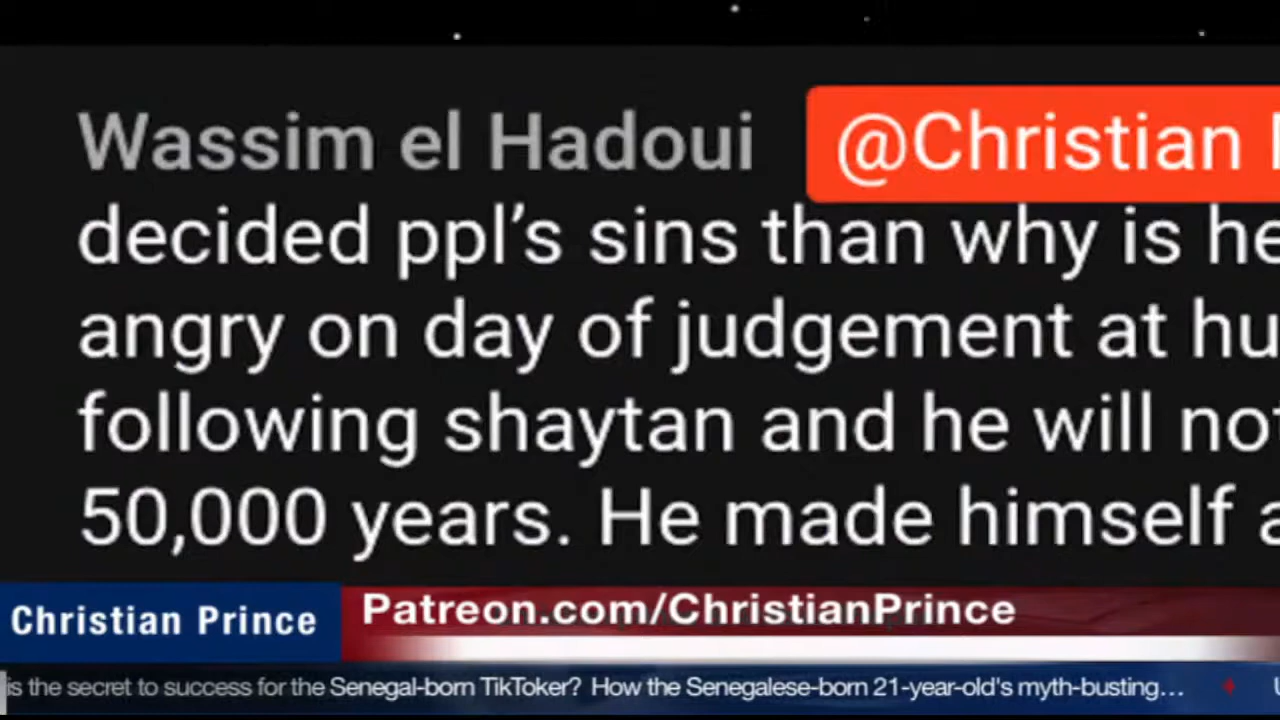 Wassim el Hadoui @Christian
decided ppl's sins than why is he
angry on day of judgement at hu
following shaytan and he will not
50,000 years. He made himself a
Christian Prince
Patreon.com/ChristianPrince
is the secret to success for the Senegal-born TikToker? How the Senegalese-born 21-year-old's myth-busting...